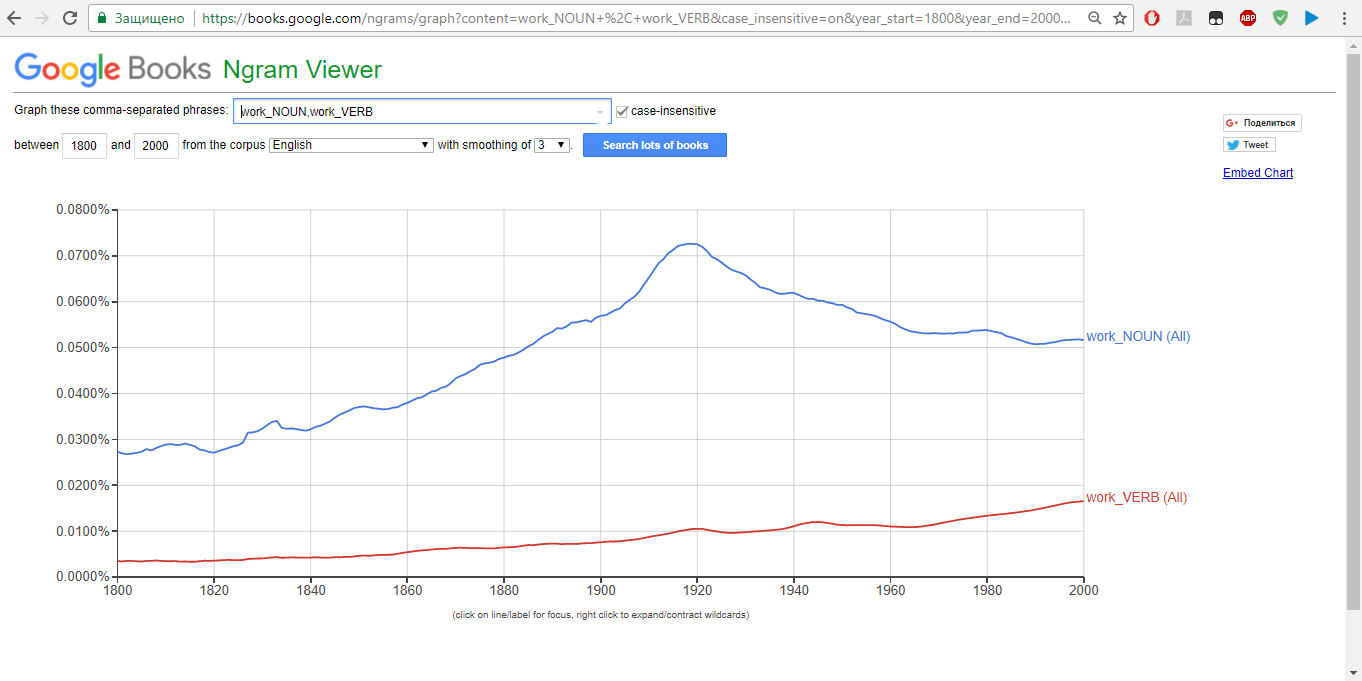 Защищено https://books.google.com/ngrams/graph?content=work_NOUN+%2C+work_VERB&case_insensitive=on&year_start=1800&year_end=2000...
ABP
Google Books Ngram Viewer
Graph these comma-separated phrases: work_NOUN,work_VERB case-insensitive
between 1800 and 2000 from the corpus English with smoothing of 3 . Search lots of books
G+ Поделиться
Tweet
Embed Chart
0.0800%
0.0700%
0.0600%
0.0500%
0.0400%
0.0300%
0.0200%
0.0100%
0.0000%
work_NOUN (All)
work_VERB (All)
1800 1820 1840 1860 1880 1900 1920 1940 1960 1980 2000
(click on line/label for focus, right click to expand/contract wildcards)